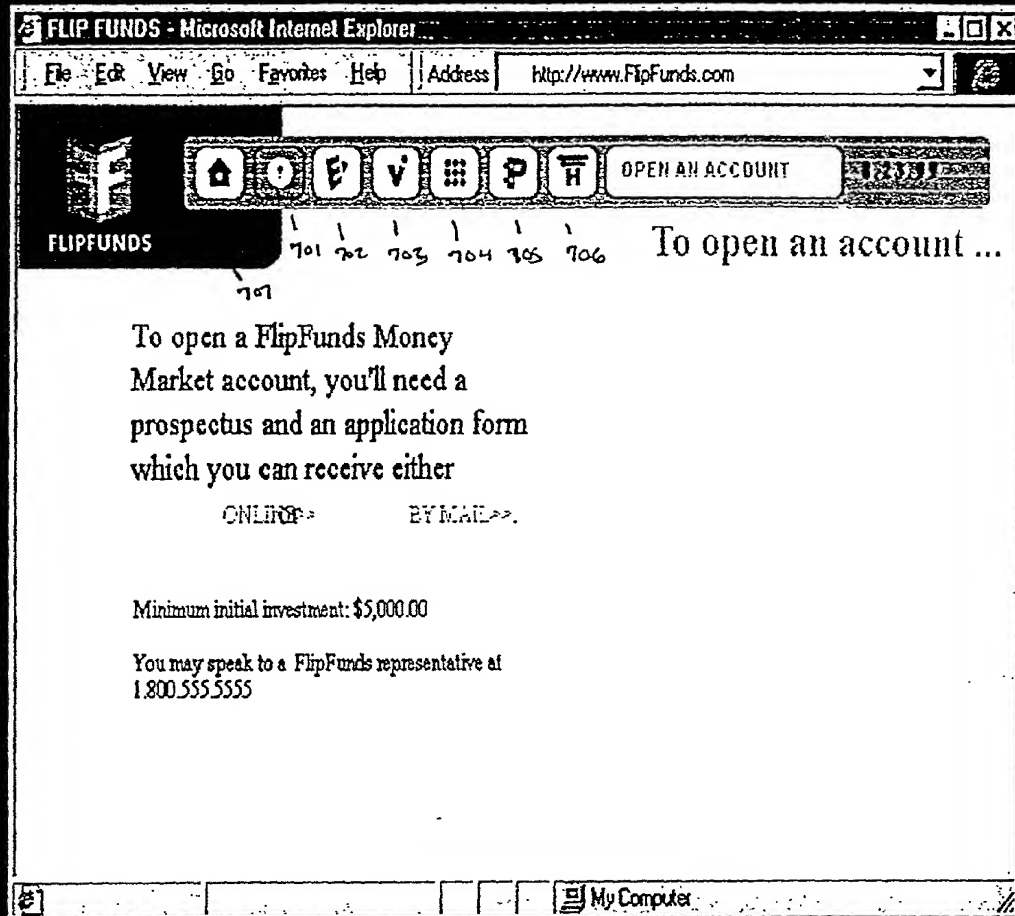 FLIP FUNDS - Microsoft Internet Explorer
File Edit View Go Favorites Help Address http://www.FlipFunds.com
E V P H OPEN AN ACCOUNT
FLIPFUNDS
701 702 703 704 705 706
To open an account ...
707
To open a FlipFunds Money
Market account, you'll need a
prospectus and an application form
which you can receive either
ONLINE>> BY MAIL>>.
Minimum initial investment: $5,000.00
You may speak to a FlipFunds representative at
1.800.555.5555
My Computer